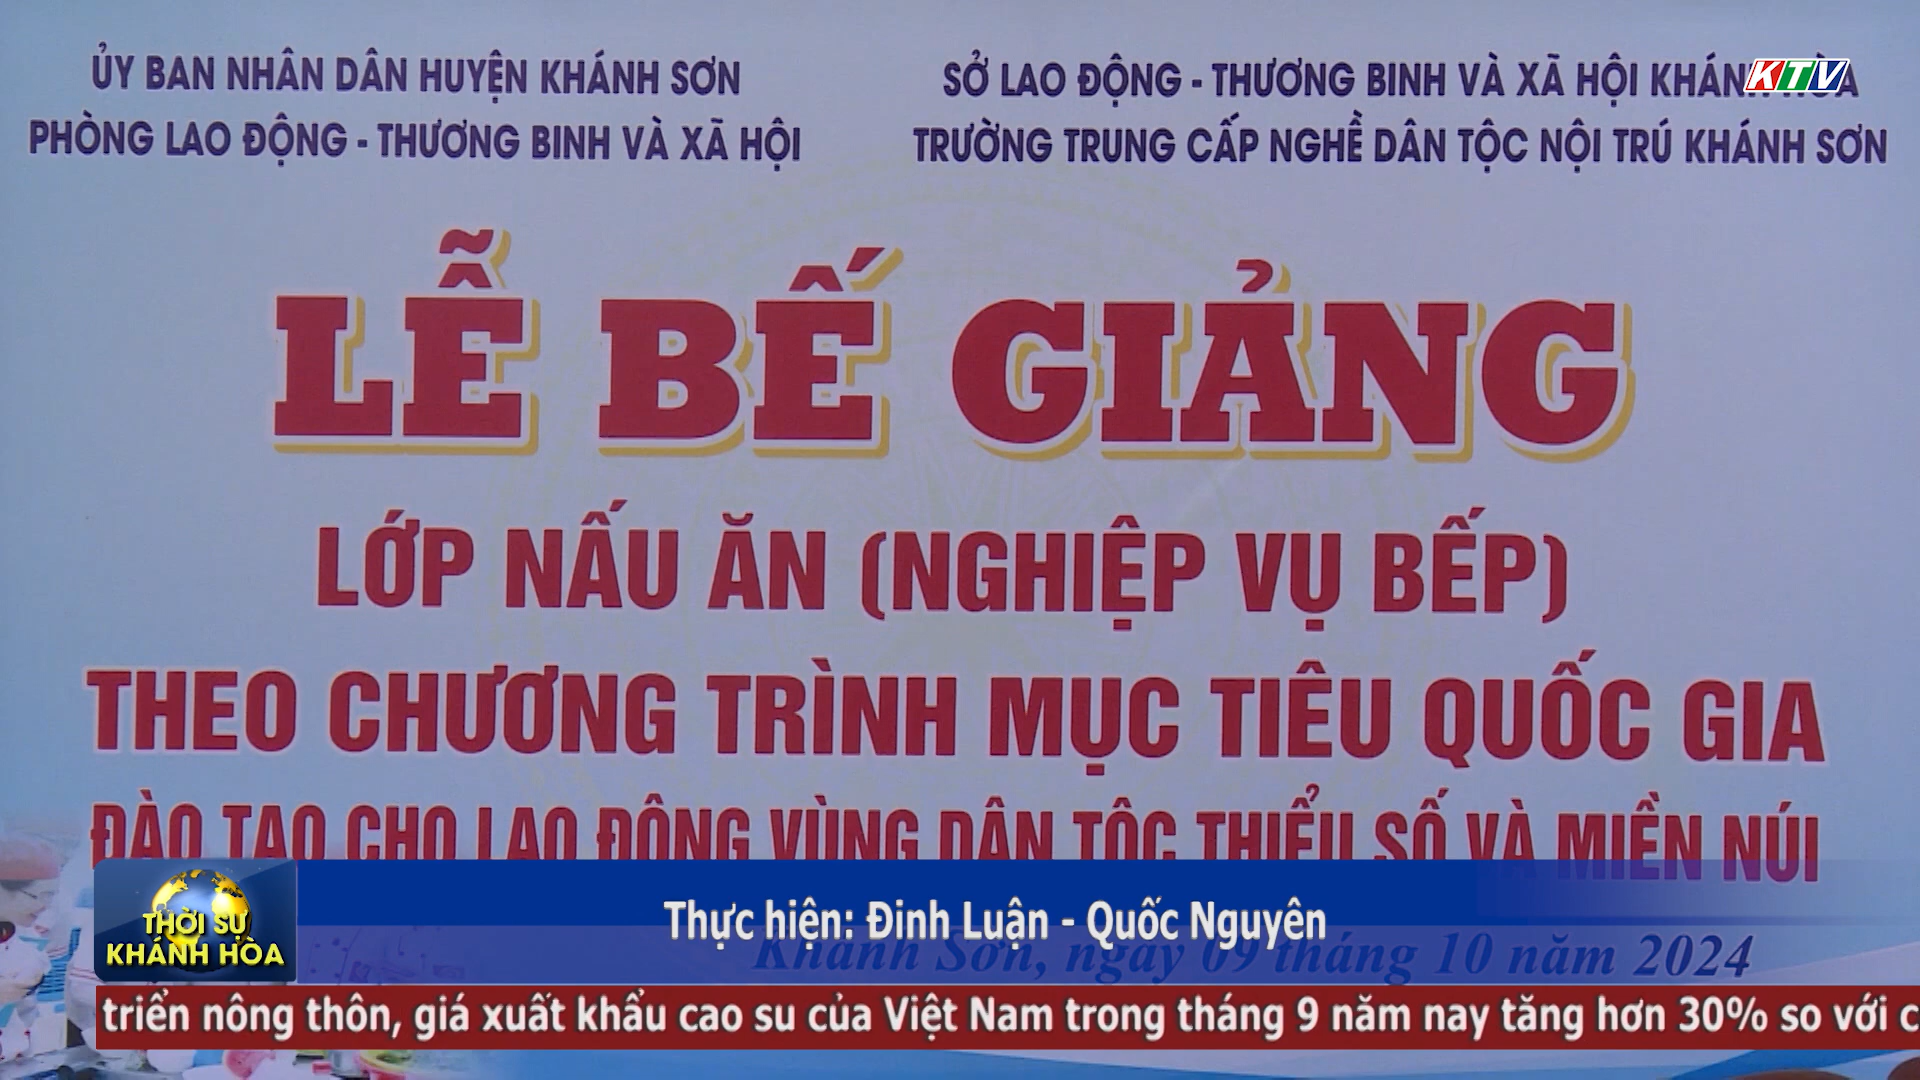 ỦY BAN NHÂN DÂN HUYỆN KHÁNH SƠN
PHÒNG LAO ĐỘNG - THƯƠNG BINH VÀ XÃ HỘI
SỞ LAO ĐỘNG - THƯƠNG BINH VÀ XÃ HỘI KHÁNH HÒA
KTV
TRƯỜNG TRUNG CẤP NGHỀ DÂN TỘC NỘI TRÚ KHÁNH SƠN
LỄ BẾ GIẢNG
LỚP NẤU ĂN (NGHIỆP VỤ BẾP)
THEO CHƯƠNG TRÌNH MỤC TIÊU QUỐC GIA
ĐÀO TẠO CHO LAO ĐỘNG VÙNG DÂN TỘC THIỂU SỐ VÀ MIỀN NÚI
Thực hiện: Đinh Luận - Quốc Nguyên
Khánh Sơn, ngày 09 tháng 10 năm 2024
THỜI SỰ
KHÁNH HÒA
triển nông thôn, giá xuất khẩu cao su của Việt Nam trong tháng 9 năm nay tăng hơn 30% so với c